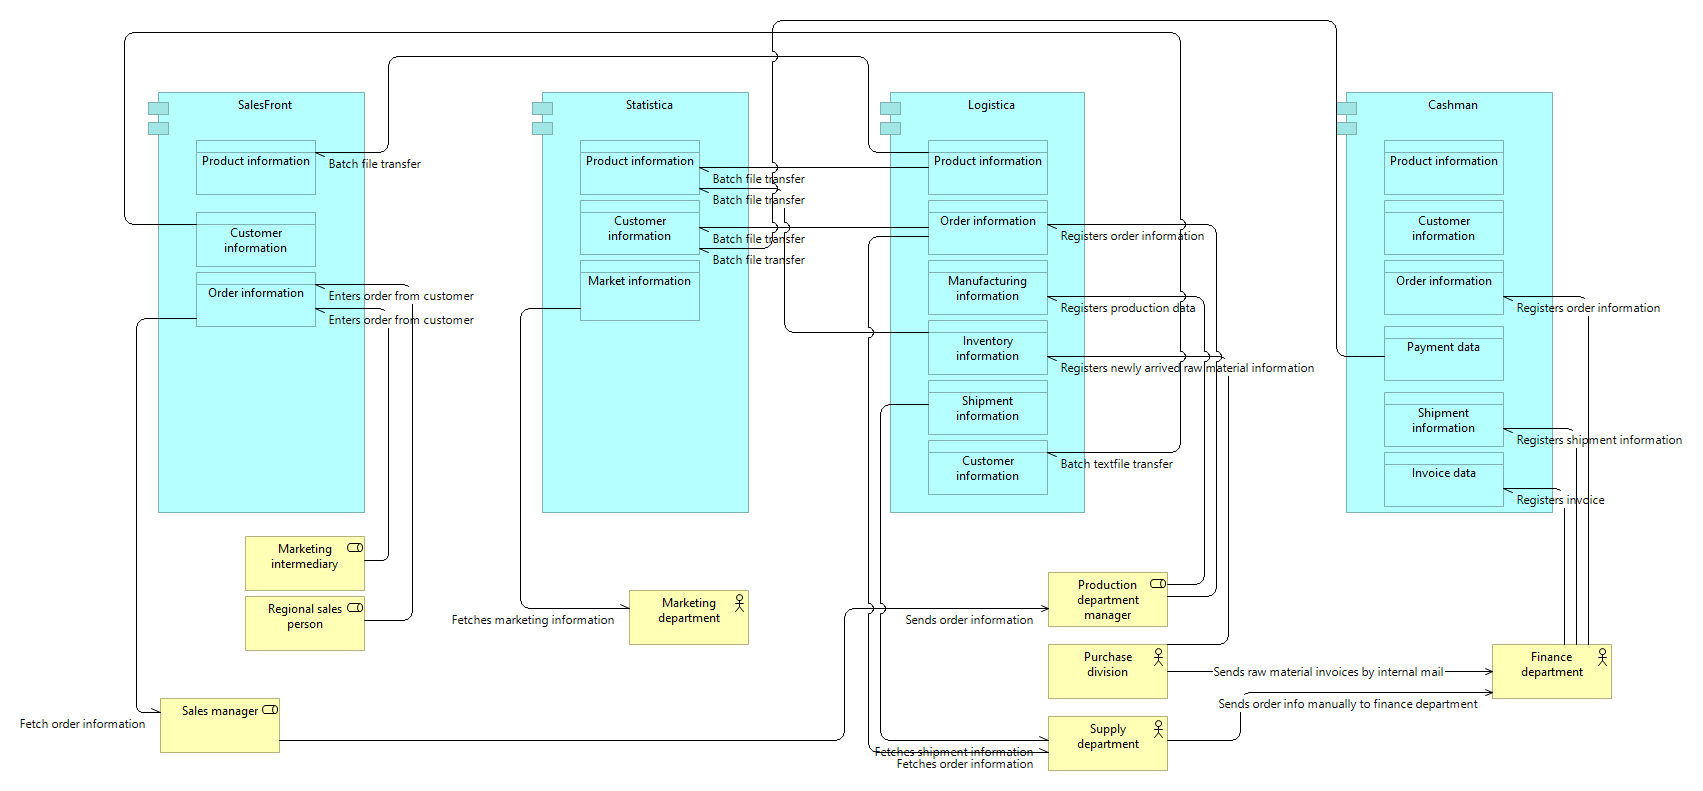 SalesFront
Statistica
Logistica
Cashman
Product information
Batch file transfer
Customer
information
Order information
Enters order from customer
Enters order from customer
Product information
Batch file transfer
Batch file transfer
Customer
information
Batch file transfer
Batch file transfer
Market information
Product information
Order information
Registers order information
Manufacturing
information
Registers production data
Inventory
information
Registers newly arrived raw material information
Shipment
information
Customer
information
Batch textfile transfer
Product information
Customer
information
Order information
Registers order information
Payment data
Shipment
information
Registers shipment information
Invoice data
Registers invoice
Marketing
intermediary
Regional sales
person
Fetches marketing information
Marketing
department
Sends order information
Production
department
manager
Purchase
division
Sends raw material invoices by internal mail
Finance
department
Sends order info manually to finance department
Fetch order information
Sales manager
Supply
department
Fetches shipment information
Fetches order information